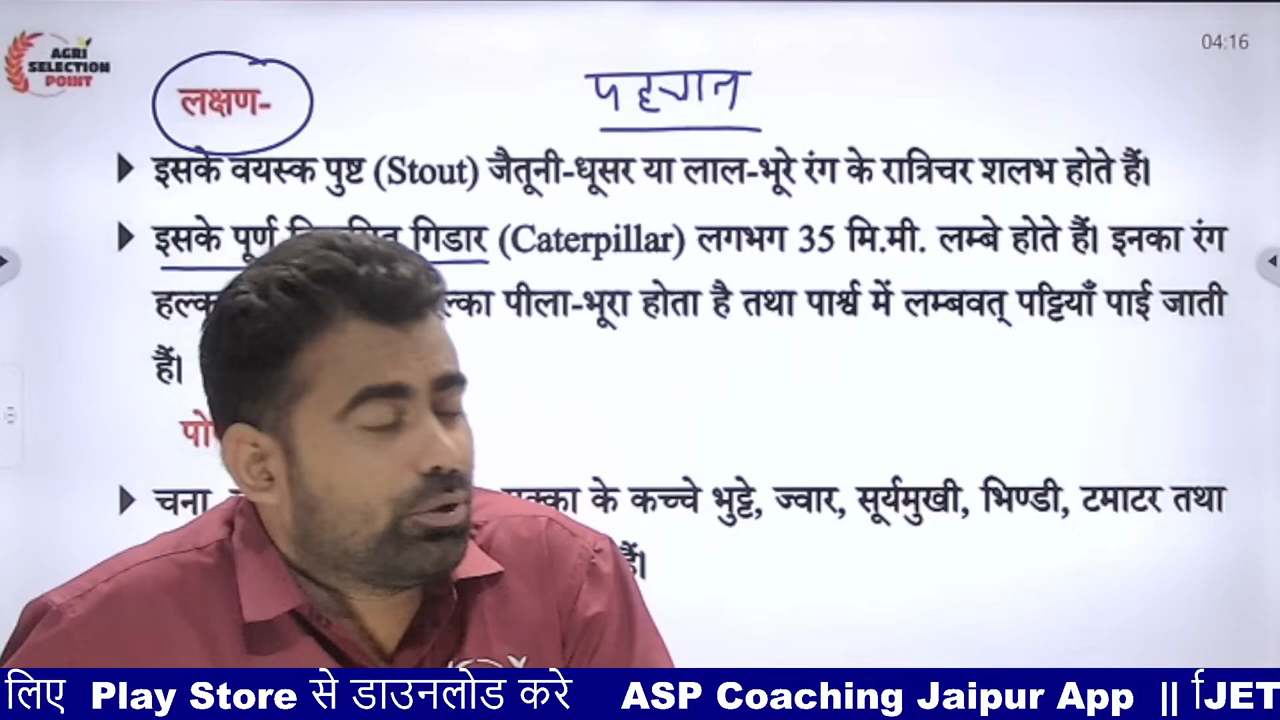 04:16
AGRI
SELECTION
POINT
लक्षण-
पहचान
इसके वयस्क पुष्ट (Stout) जैतूनी-धूसर या लाल-भूरे रंग के रात्रिचर शलभ होते हैं।
इसके पूर्ण गिडार (Caterpillar) लगभग 35 मि.मी. लम्बे होते हैं। इनका रंग
पीला-भूरा होता है तथा पार्श्व में लम्बवत् पट्टियाँ पाई जाती
हैं।
चना के कच्चे भुट्टे, ज्वार, सूर्यमुखी, भिण्डी, टमाटर तथा
हैं।
लिए Play Store से डाउनलोड करे ASP Coaching Jaipur App || JET